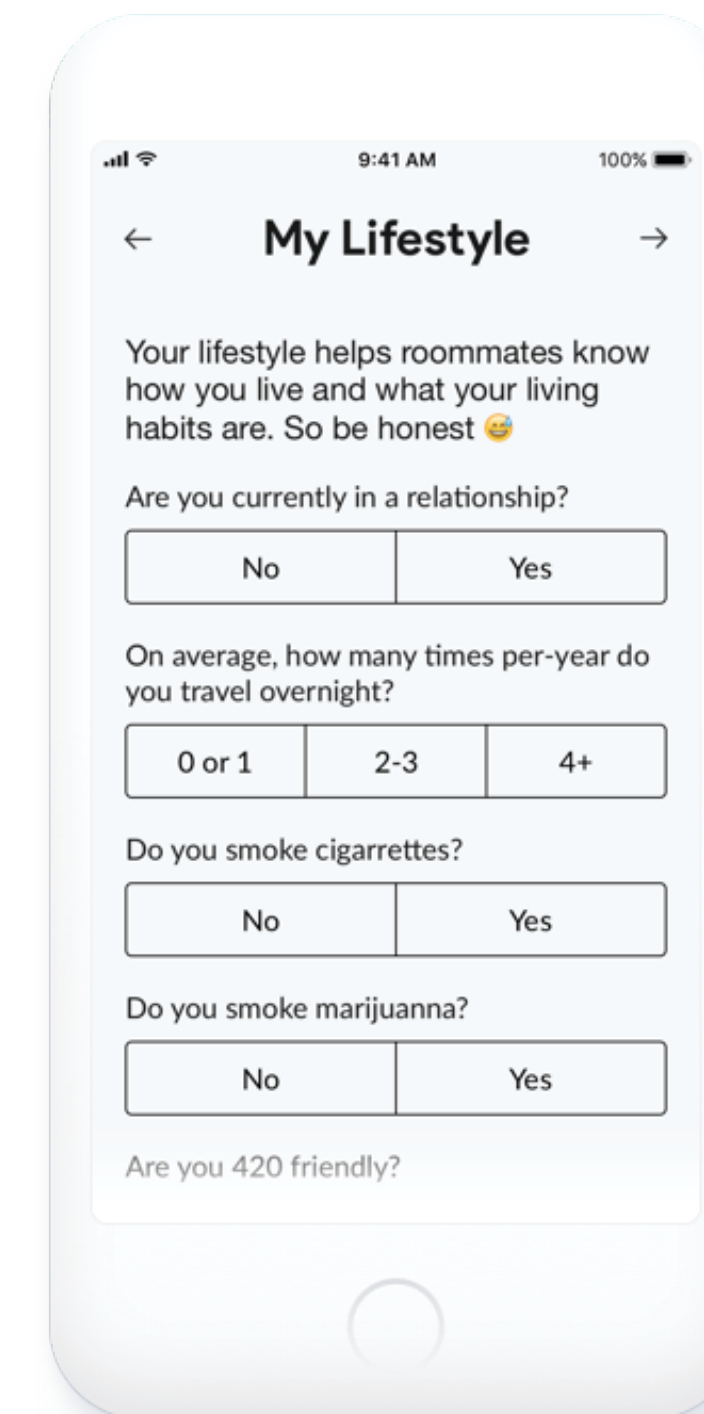 9:41 AM 100%
My Lifestyle
Your lifestyle helps roommates know
how you live and what your living
habits are. So be honest 😅
Are you currently in a relationship?
No Yes
On average, how many times per-year do
you travel overnight?
0 or 1 2-3 4+
Do you smoke cigarrettes?
No Yes
Do you smoke marijuanna?
No Yes
Are you 420 friendly?